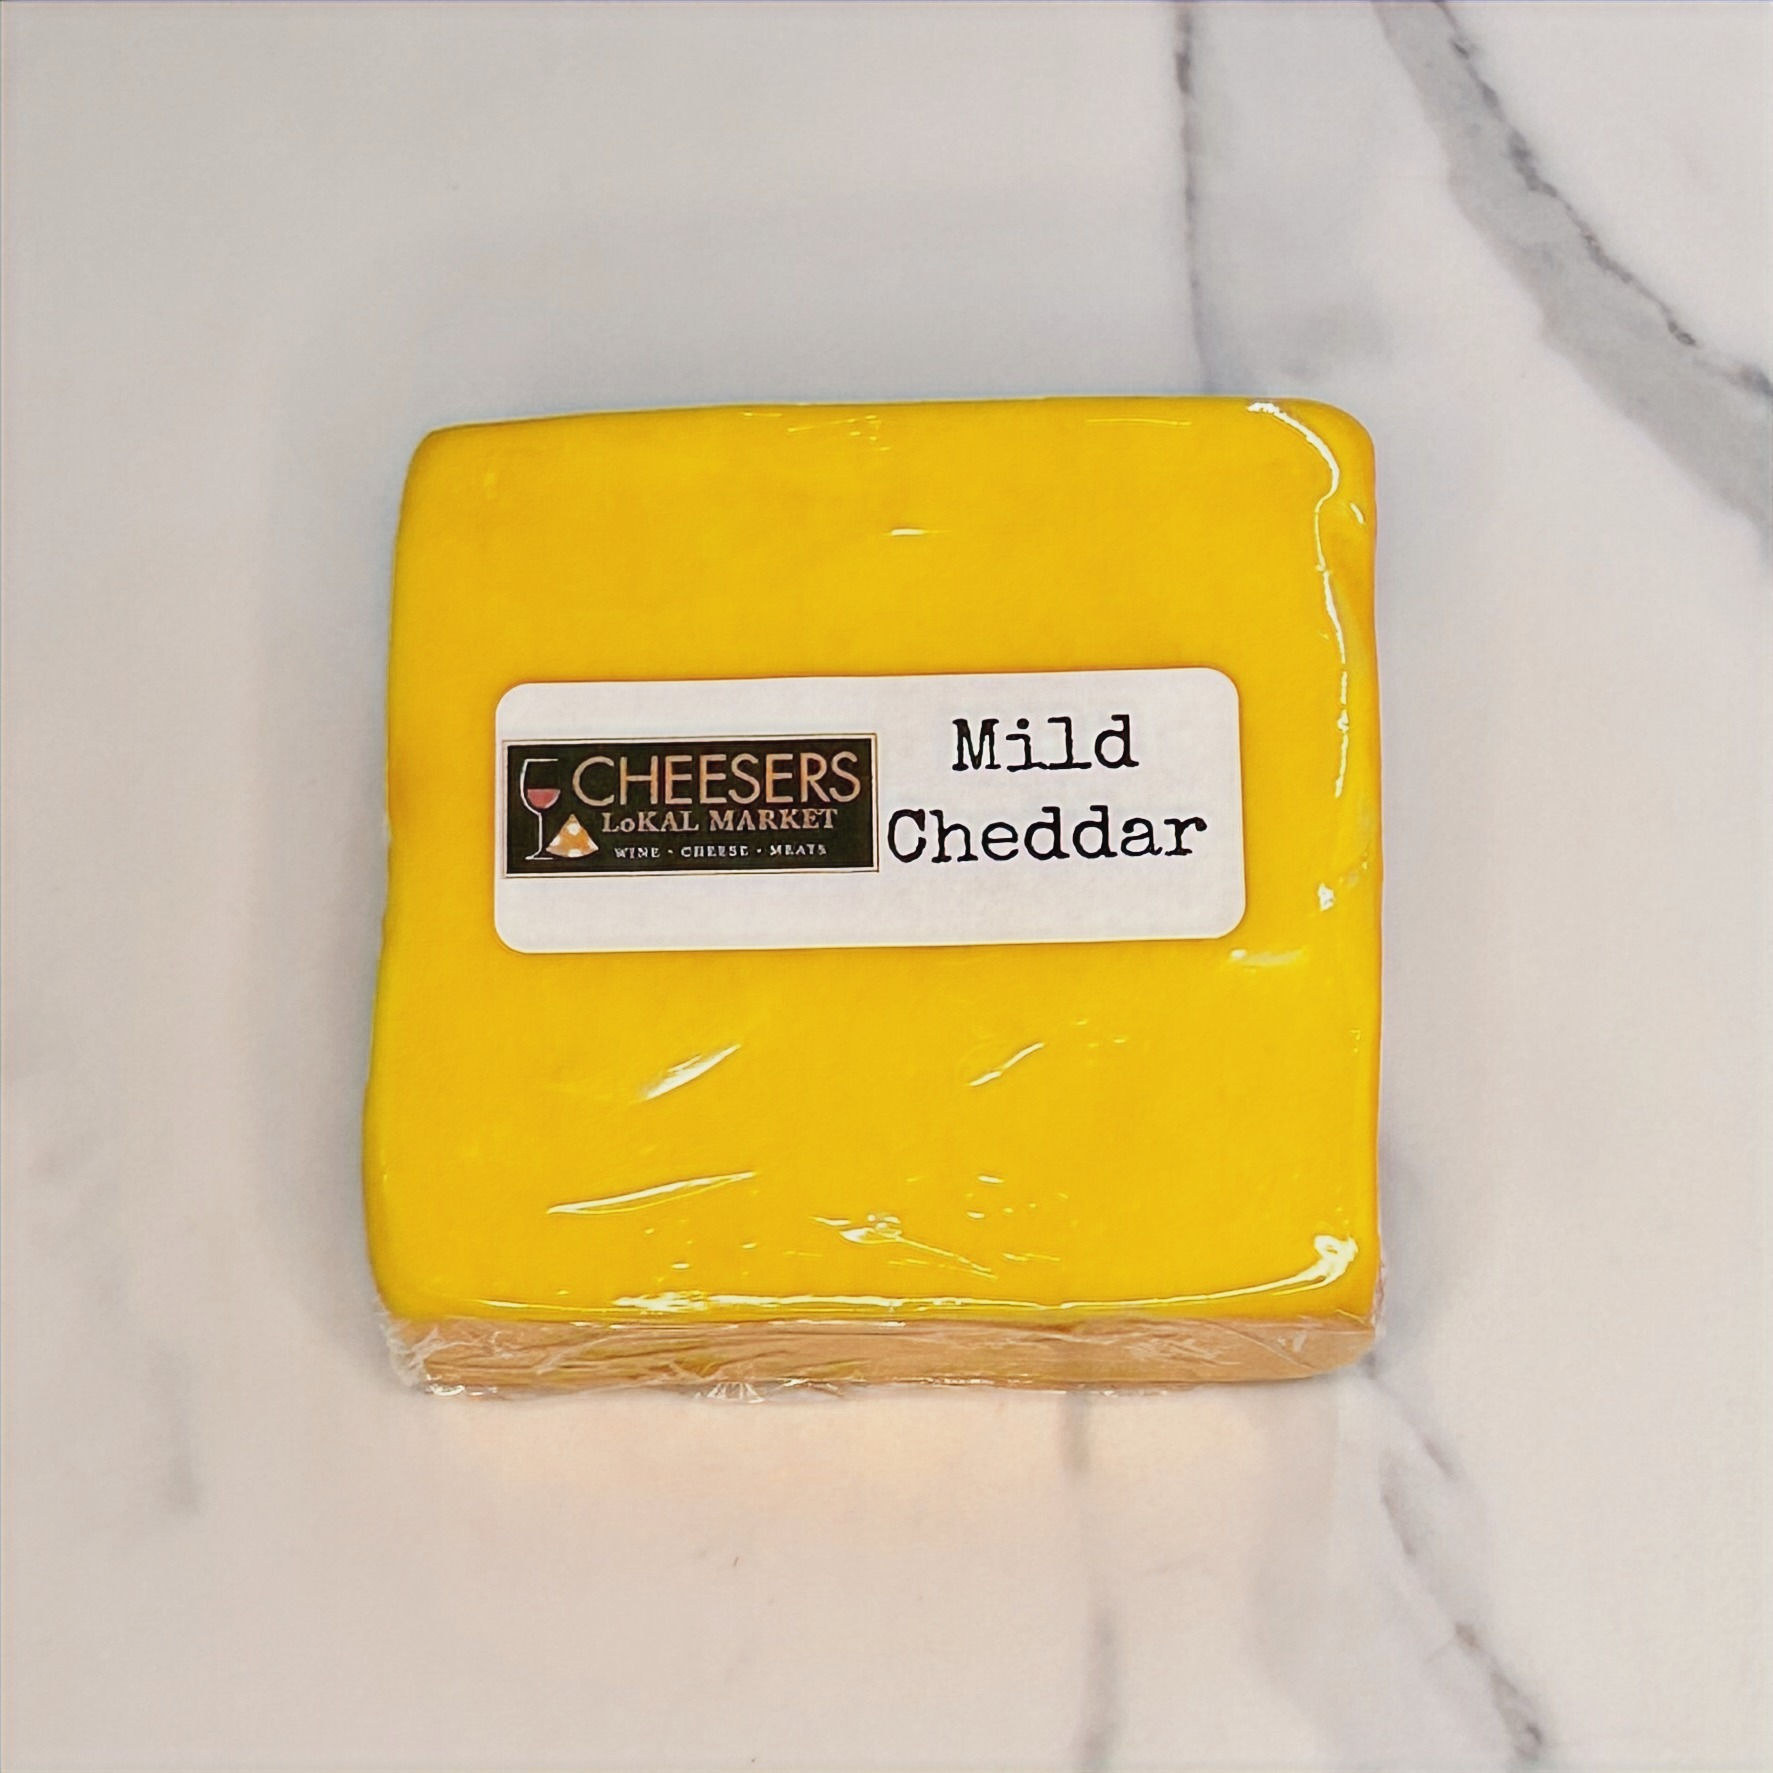 CHEESERS
LoKAL MARKET
WINE · CHEESE · MEATS
Mild
Cheddar